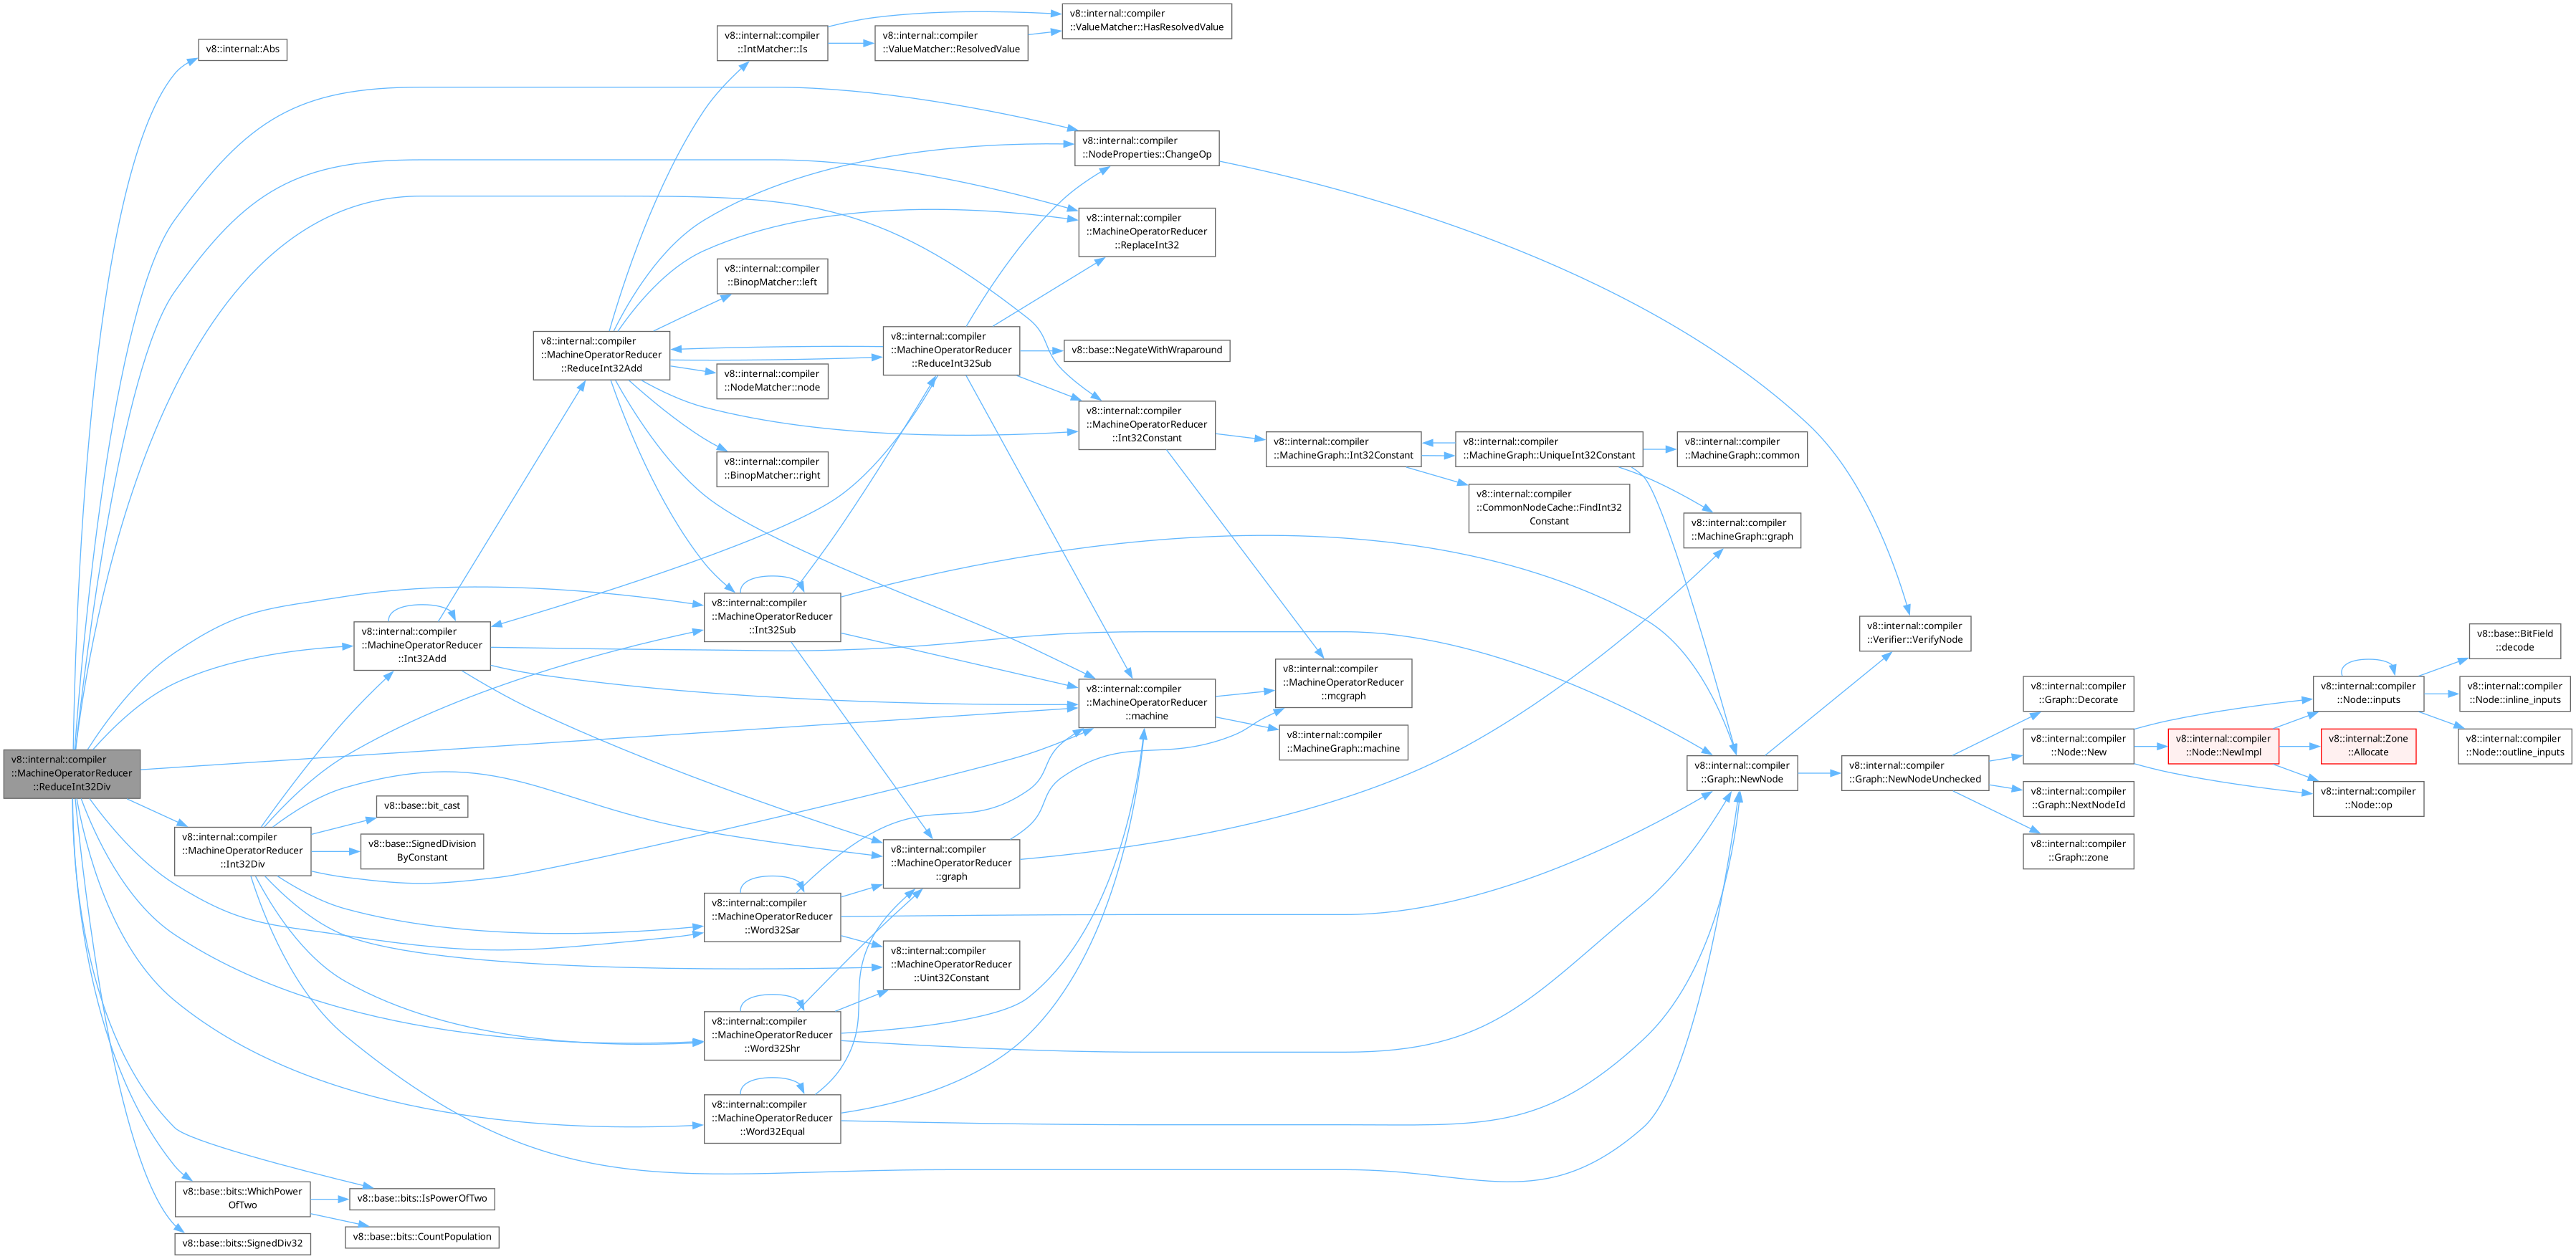 v8::internal::compiler
::MachineOperatorReducer
::ReduceInt32Div
v8::internal::Abs
v8::internal::compiler
::MachineOperatorReducer
::Int32Div
v8::base::bits::WhichPower
OfTwo
v8::base::bits::SignedDiv32
v8::internal::compiler
::MachineOperatorReducer
::Int32Add
v8::base::bit_cast
v8::base::SignedDivision
ByConstant
v8::base::bits::IsPowerOfTwo
v8::base::bits::CountPopulation
v8::internal::compiler
::MachineOperatorReducer
::ReduceInt32Add
v8::internal::compiler
::IntMatcher::Is
v8::internal::compiler
::BinopMatcher::left
v8::internal::compiler
::NodeMatcher::node
v8::internal::compiler
::BinopMatcher::right
v8::internal::compiler
::MachineOperatorReducer
::Int32Sub
v8::internal::compiler
::MachineOperatorReducer
::Word32Sar
v8::internal::compiler
::MachineOperatorReducer
::Word32Shr
v8::internal::compiler
::MachineOperatorReducer
::Word32Equal
v8::internal::compiler
::ValueMatcher::ResolvedValue
v8::internal::compiler
::MachineOperatorReducer
::ReduceInt32Sub
v8::internal::compiler
::MachineOperatorReducer
::graph
v8::internal::compiler
::MachineOperatorReducer
::Uint32Constant
v8::internal::compiler
::ValueMatcher::HasResolvedValue
v8::internal::compiler
::NodeProperties::ChangeOp
v8::internal::compiler
::MachineOperatorReducer
::ReplaceInt32
v8::base::NegateWithWraparound
v8::internal::compiler
::MachineOperatorReducer
::Int32Constant
v8::internal::compiler
::MachineOperatorReducer
::machine
v8::internal::compiler
::MachineGraph::Int32Constant
v8::internal::compiler
::MachineOperatorReducer
::mcgraph
v8::internal::compiler
::MachineGraph::machine
v8::internal::compiler
::MachineGraph::UniqueInt32Constant
v8::internal::compiler
::CommonNodeCache::FindInt32
Constant
v8::internal::compiler
::MachineGraph::common
v8::internal::compiler
::MachineGraph::graph
v8::internal::compiler
::Graph::NewNode
v8::internal::compiler
::Verifier::VerifyNode
v8::internal::compiler
::Graph::NewNodeUnchecked
v8::internal::compiler
::Graph::Decorate
v8::internal::compiler
::Node::New
v8::internal::compiler
::Graph::NextNodeId
v8::internal::compiler
::Graph::zone
v8::internal::compiler
::Node::NewImpl
v8::internal::compiler
::Node::inputs
v8::internal::Zone
::Allocate
v8::internal::compiler
::Node::op
v8::base::BitField
::decode
v8::internal::compiler
::Node::inline_inputs
v8::internal::compiler
::Node::outline_inputs